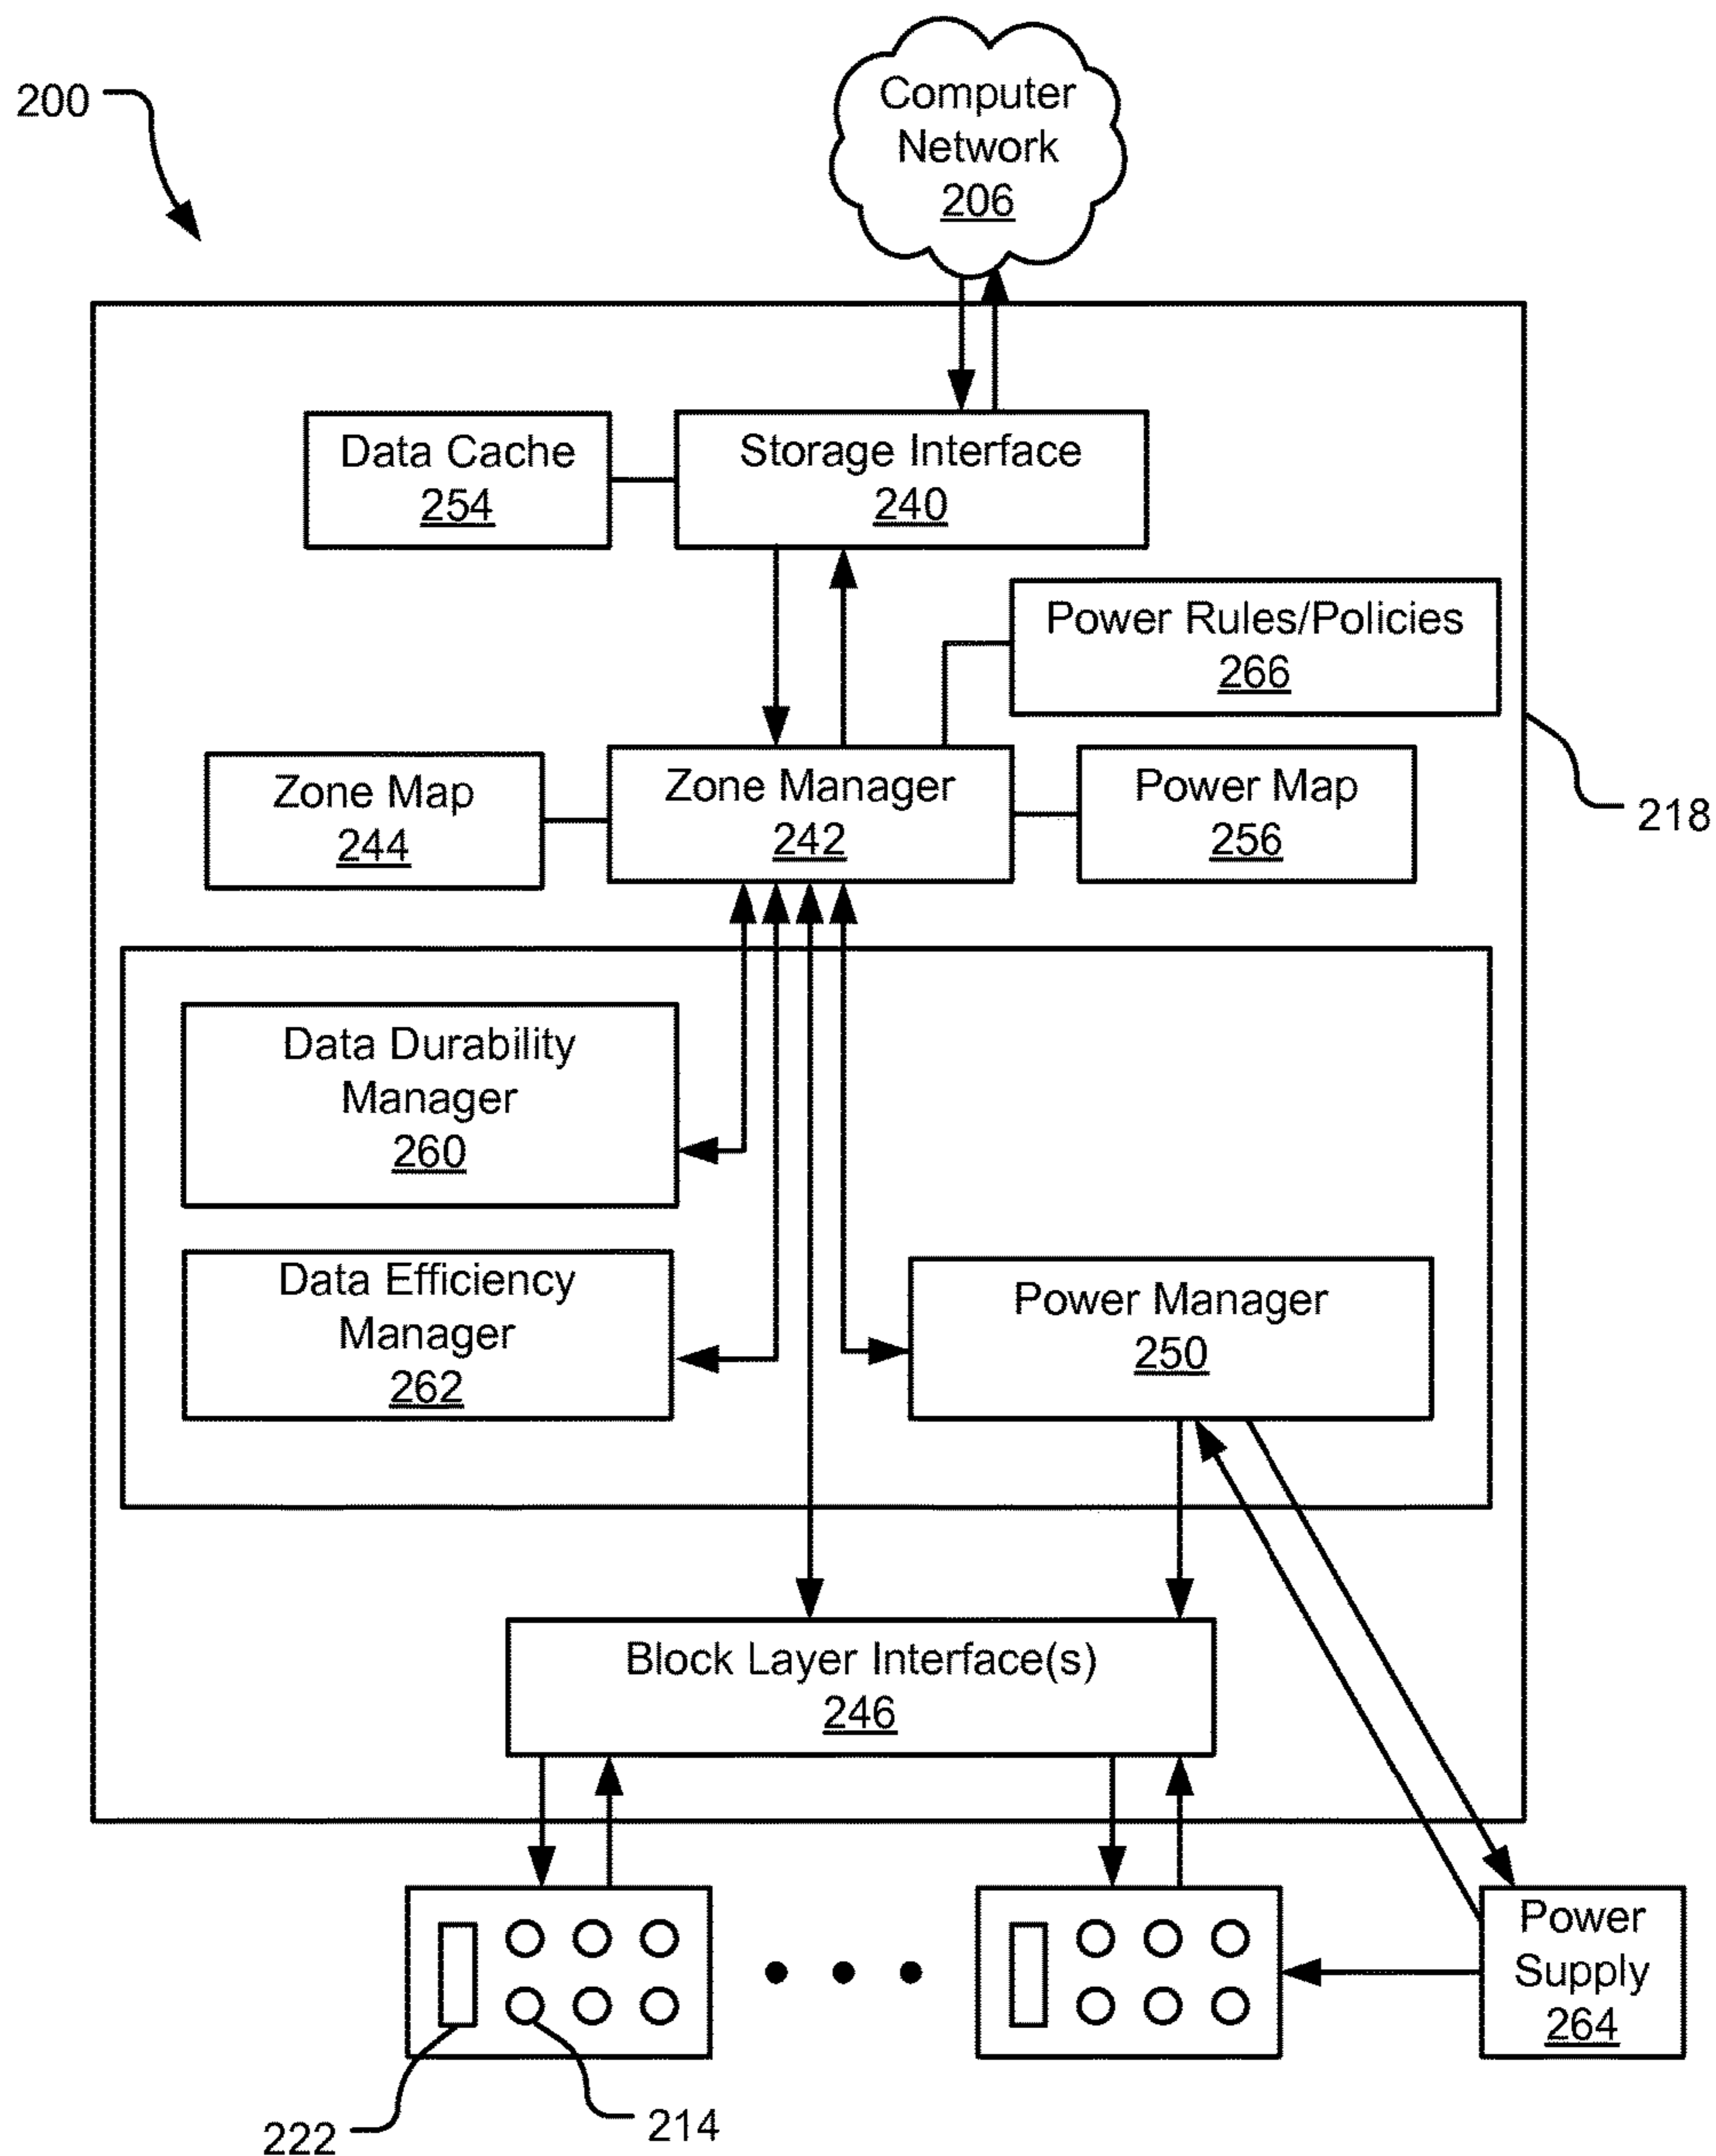 200
Computer
Network
206
Data Cache
254
Storage Interface
240
Power Rules/Policies
266
Zone Map
244
Zone Manager
242
Power Map
256
218
Data Durability
Manager
260
Data Efficiency
Manager
262
Power Manager
250
Block Layer Interface(s)
246
Power
Supply
264
222
214